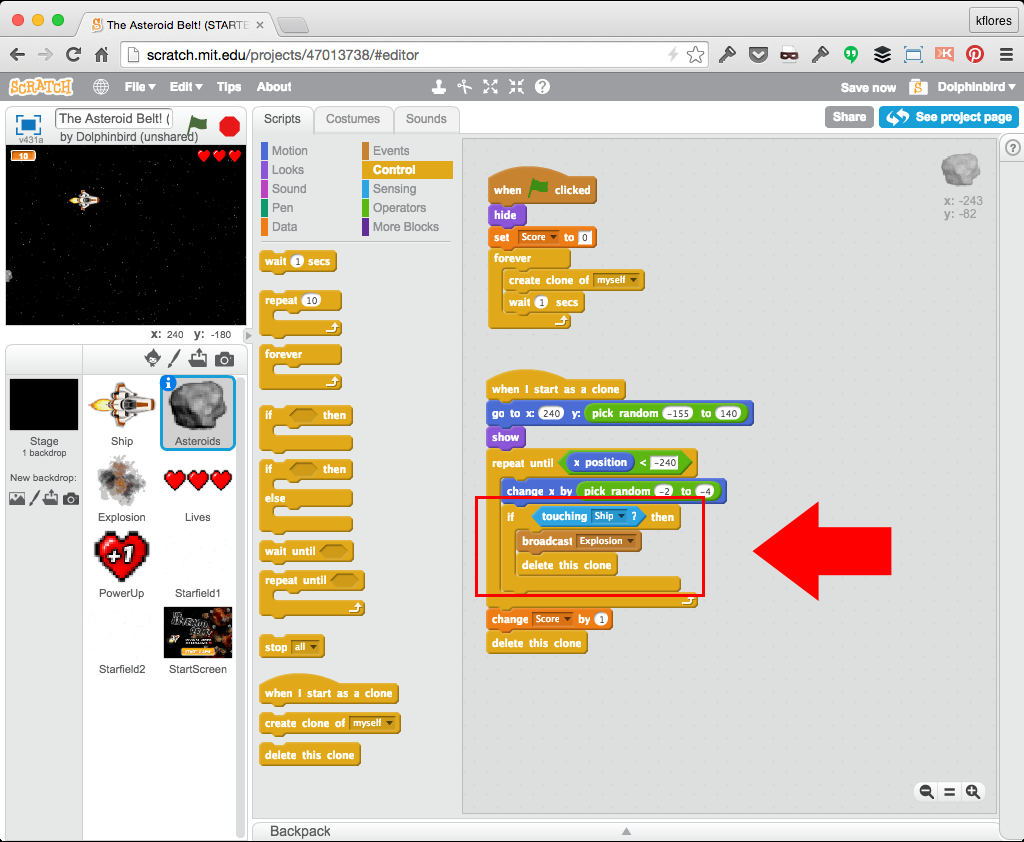 The Asteroid Belt! (STARTE
kflores
scratch.mit.edu/projects/47013738/#editor
SCRATCH
File
Edit
Tips
About
Save now
Dolphinbird
v431a
The Asteroid Belt! (
by Dolphinbird (unshared)
Scripts
Costumes
Sounds
Share
See project page
10
x: 240 y: -180
Motion
Looks
Sound
Pen
Data
Events
Control
Sensing
Operators
More Blocks
wait 1 secs
repeat 10
forever
if then
if then
else
wait until
repeat until
stop all
when I start as a clone
create clone of myself
delete this clone
when clicked
hide
set Score to 0
forever
create clone of myself
wait 1 secs
x: -243
y: -82
when I start as a clone
go to x: 240 y: pick random -155 to 140
show
repeat until x position < -240
change x by pick random -2 to -4
if touching Ship ? then
broadcast Explosion
delete this clone
change Score by 1
delete this clone
Stage
1 backdrop
New backdrop:
Ship
Asteroids
Explosion
Lives
+1
PowerUp
Starfield1
Starfield2
StartScreen
Backpack